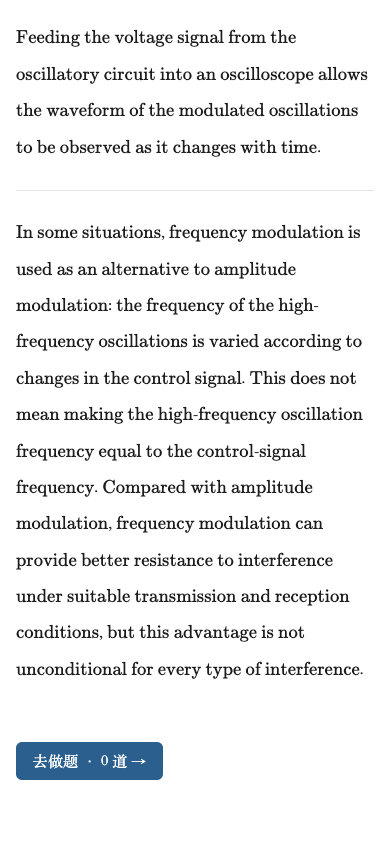 Feeding the voltage signal from the
oscillatory circuit into an oscilloscope allows
the waveform of the modulated oscillations
to be observed as it changes with time.
In some situations, frequency modulation is
used as an alternative to amplitude
modulation: the frequency of the high-
frequency oscillations is varied according to
changes in the control signal. This does not
mean making the high-frequency oscillation
frequency equal to the control-signal
frequency. Compared with amplitude
modulation, frequency modulation can
provide better resistance to interference
under suitable transmission and reception
conditions, but this advantage is not
unconditional for every type of interference.
去做题 · 0 道 →